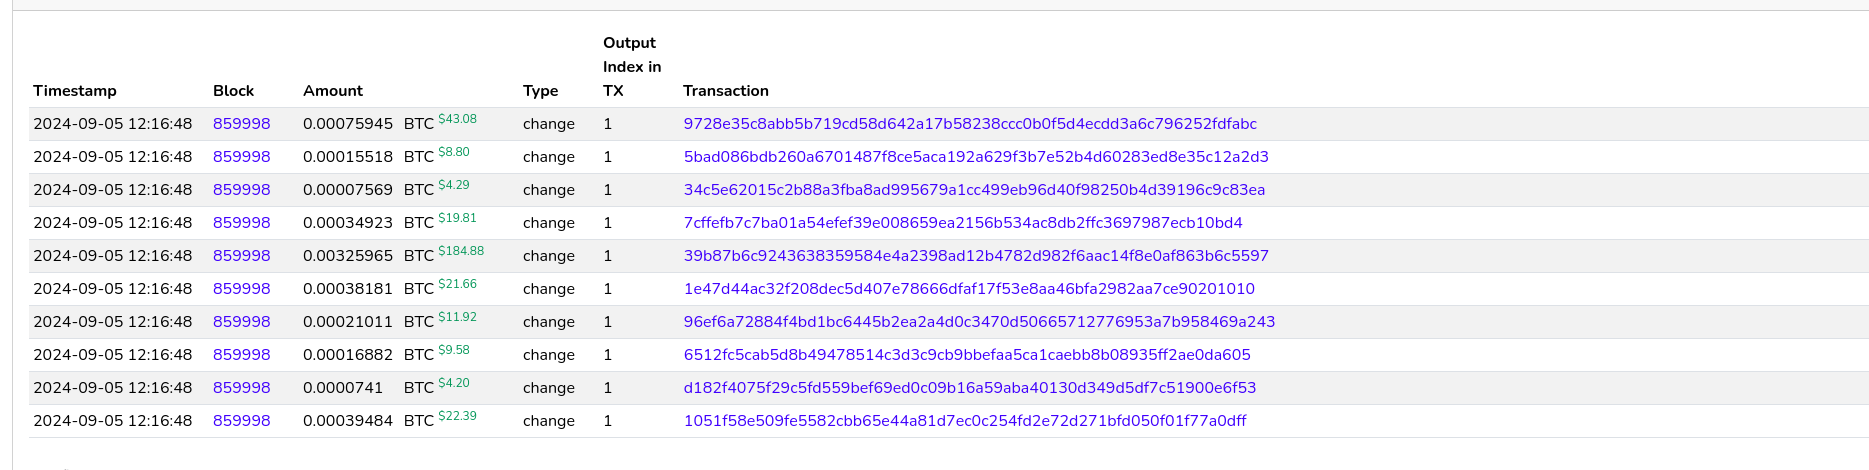 Output
Index in
Timestamp Block Amount Type TX Transaction
2024-09-05 12:16:48 859998 0.00075945 BTC $43.08 change 1 9728e35c8abb5b719cd58d642a17b58238ccc0b0f5d4ecdd3a6c796252fdfabc
2024-09-05 12:16:48 859998 0.00015518 BTC $8.80 change 1 5bad086bdb260a6701487f8ce5aca192a629f3b7e52b4d60283ed8e35c12a2d3
2024-09-05 12:16:48 859998 0.00007569 BTC $4.29 change 1 34c5e62015c2b88a3fba8ad995679a1cc499eb96d40f98250b4d39196c9c83ea
2024-09-05 12:16:48 859998 0.00034923 BTC $19.81 change 1 7cffefb7c7ba01a54efef39e008659ea2156b534ac8db2ffc3697987ecb10bd4
2024-09-05 12:16:48 859998 0.00325965 BTC $184.88 change 1 39b87b6c9243638359584e4a2398ad12b4782d982f6aac14f8e0af863b6c5597
2024-09-05 12:16:48 859998 0.00038181 BTC $21.66 change 1 1e47d44ac32f208dec5d407e78666dfaf17f53e8aa46bfa2982aa7ce90201010
2024-09-05 12:16:48 859998 0.00021011 BTC $11.92 change 1 96ef6a72884f4bd1bc6445b2ea2a4d0c3470d50665712776953a7b958469a243
2024-09-05 12:16:48 859998 0.00016882 BTC $9.58 change 1 6512fc5cab5d8b49478514c3d3c9cb9bbefaa5ca1caebb8b08935ff2ae0da605
2024-09-05 12:16:48 859998 0.0000741 BTC $4.20 change 1 d182f4075f29c5fd559bef69ed0c09b16a59aba40130d349d5df7c51900e6f53
2024-09-05 12:16:48 859998 0.00039484 BTC $22.39 change 1 1051f58e509fe5582cbb65e44a81d7ec0c254fd2e72d271bfd050f01f77a0dff